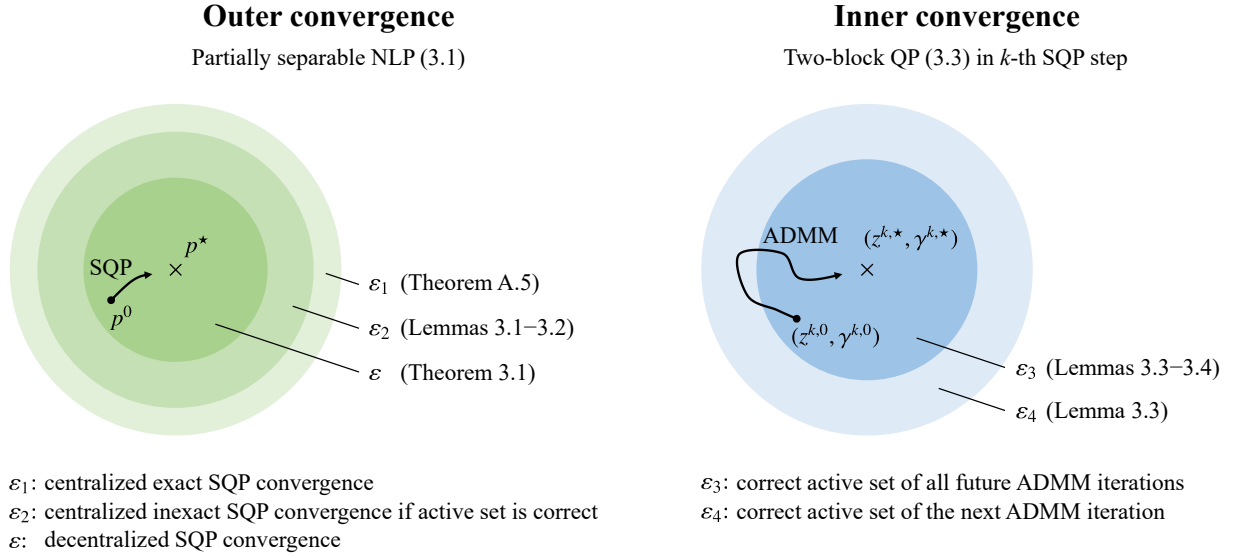 Outer convergence
Partially separable NLP (3.1)
SQP
p⋆
p⁰
ε₁ (Theorem A.5)
ε₂ (Lemmas 3.1−3.2)
ε (Theorem 3.1)
ε₁: centralized exact SQP convergence
ε₂: centralized inexact SQP convergence if active set is correct
ε: decentralized SQP convergence
Inner convergence
Two-block QP (3.3) in k-th SQP step
ADMM
(z^{k,⋆}, γ^{k,⋆})
(z^{k,0}, γ^{k,0})
ε₃ (Lemmas 3.3−3.4)
ε₄ (Lemma 3.3)
ε₃: correct active set of all future ADMM iterations
ε₄: correct active set of the next ADMM iteration